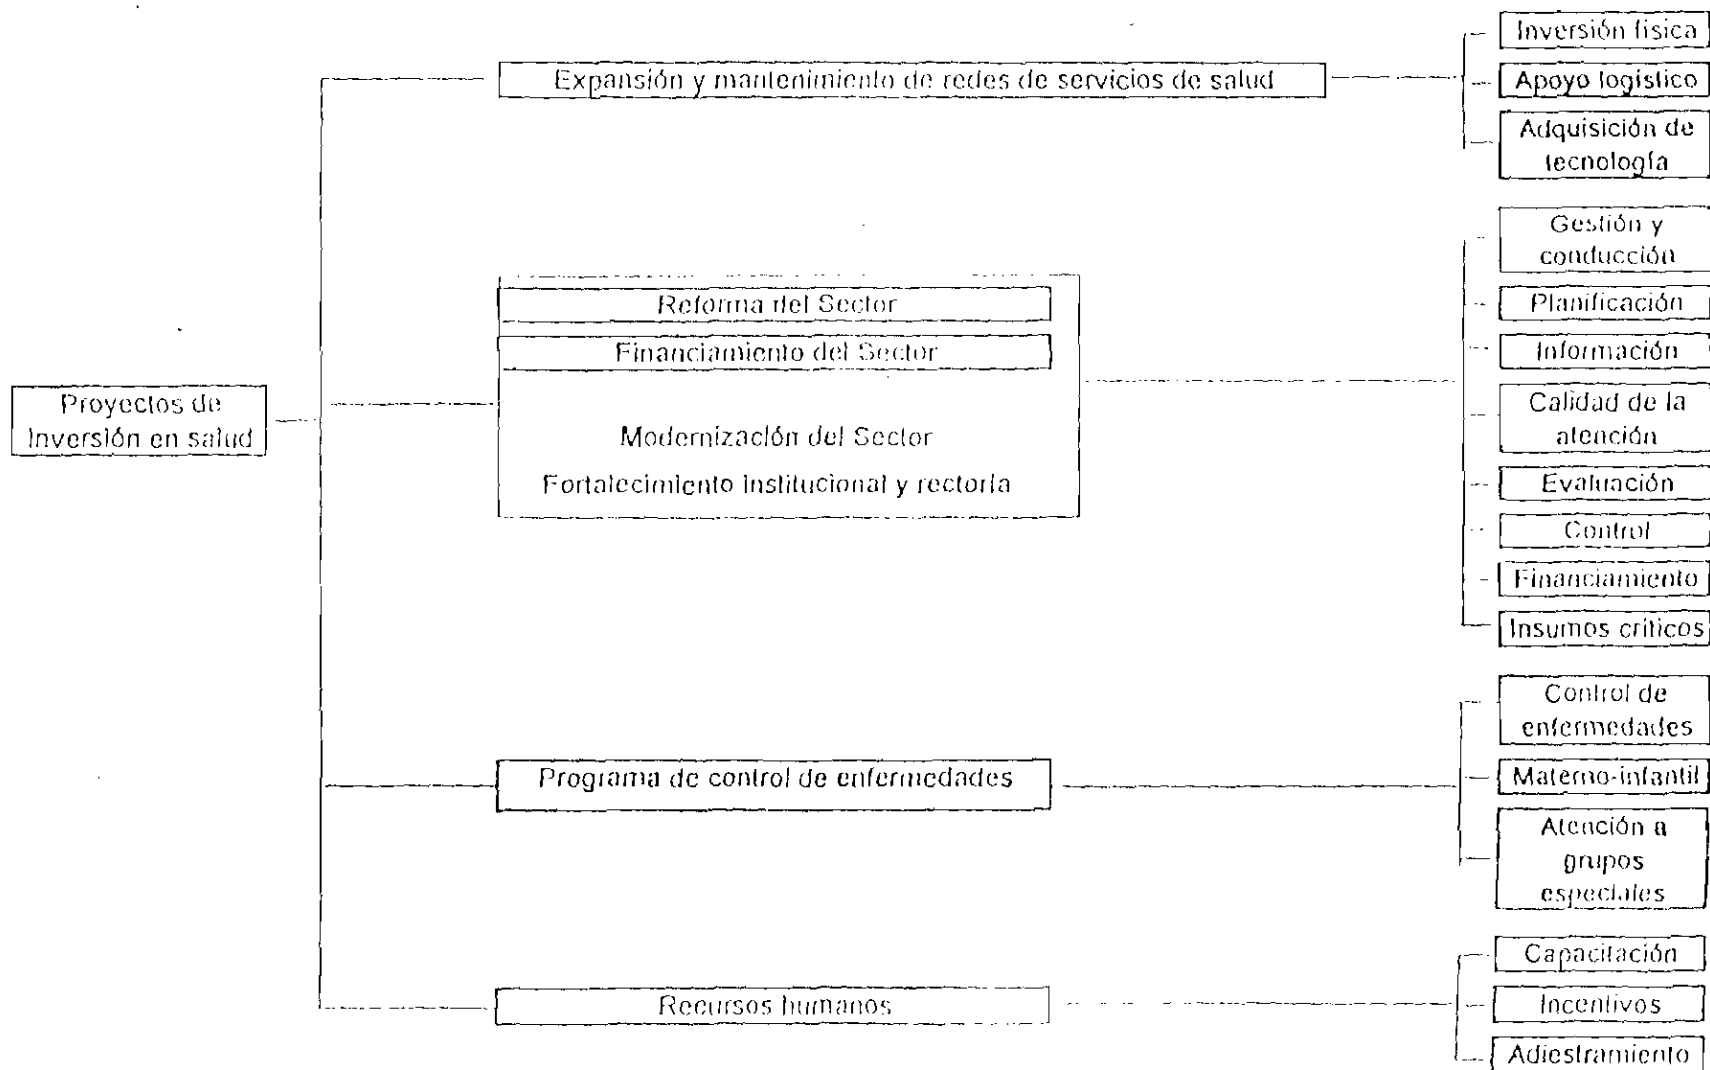 Inversión física
Expansión y mantenimiento de redes de servicios de salud
Apoyo logístico
Adquisición de
tecnología
Gestión y
conducción
Reforma del Sector
Planificación
Financiamiento del Sector
Información
Proyectos de
Inversión en salud
Calidad de la
atención
Modernización del Sector
Fortalecimiento Institucional y rectoría
Evaluación
Control
Financiamiento
Insumos críticos
Control de
enfermedades
Programa de control de enfermedades
Materno-infantil
Atención a
grupos
especiales
Capacitación
Recursos humanos
Incentivos
Adiestramiento